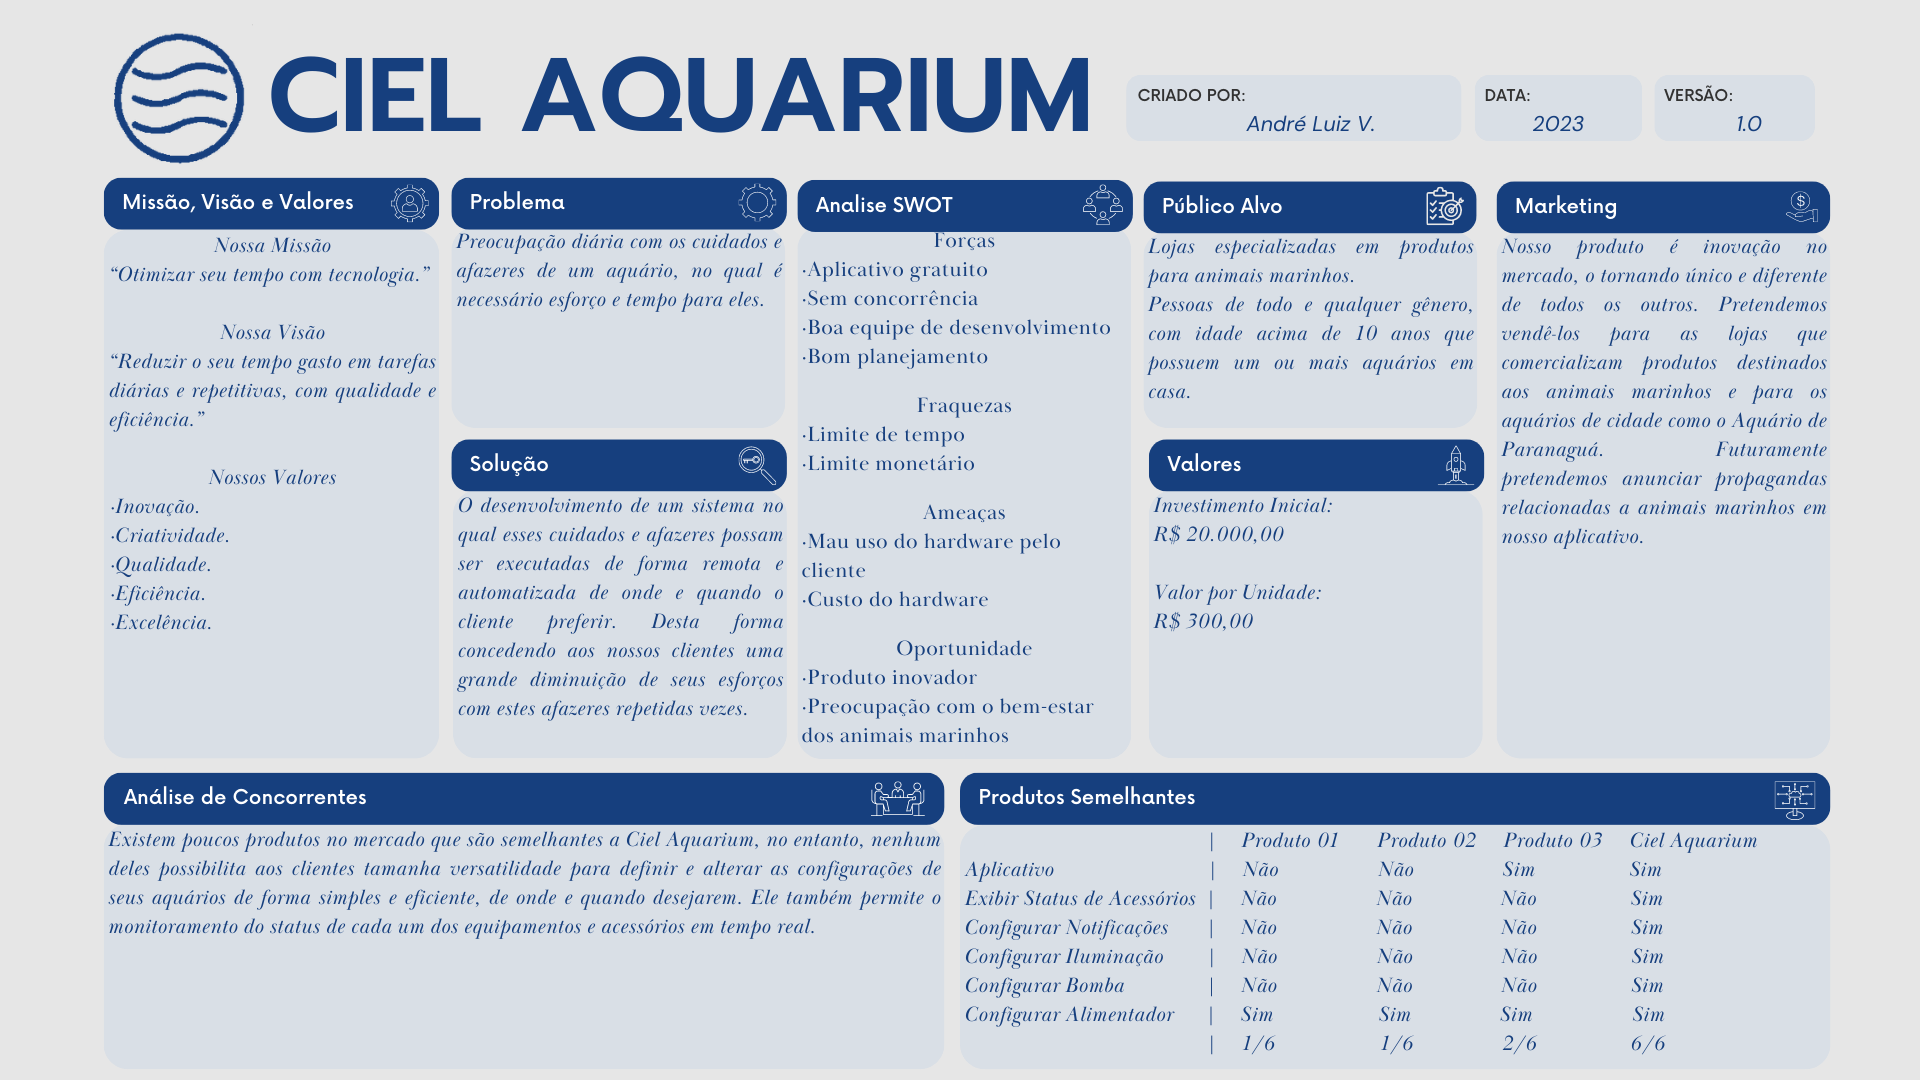 CIEL AQUARIUM
CRIADO POR:
André Luiz V.
DATA:
2023
VERSÃO:
1.0
Missão, Visão e Valores
Nossa Missão
“Otimizar seu tempo com tecnologia.”
Nossa Visão
“Reduzir o seu tempo gasto em tarefas
diárias e repetitivas, com qualidade e
eficiência.”
Nossos Valores
·Inovação.
·Criatividade.
·Qualidade.
·Eficiência.
·Excelência.
Problema
Preocupação diária com os cuidados e
afazeres de um aquário, no qual é
necessário esforço e tempo para eles.
Solução
O desenvolvimento de um sistema no
qual esses cuidados e afazeres possam
ser executadas de forma remota e
automatizada de onde e quando o
cliente preferir. Desta forma
concedendo aos nossos clientes uma
grande diminuição de seus esforços
com estes afazeres repetidas vezes.
Analise SWOT
Forças
·Aplicativo gratuito
·Sem concorrência
·Boa equipe de desenvolvimento
·Bom planejamento
Fraquezas
·Limite de tempo
·Limite monetário
Ameaças
·Mau uso do hardware pelo
cliente
·Custo do hardware
Oportunidade
·Produto inovador
·Preocupação com o bem-estar
dos animais marinhos
Público Alvo
Lojas especializadas em produtos
para animais marinhos.
Pessoas de todo e qualquer gênero,
com idade acima de 10 anos que
possuem um ou mais aquários em
casa.
Valores
Investimento Inicial:
R$ 20.000,00
Valor por Unidade:
R$ 300,00
Marketing
$
Nosso produto é inovação no
mercado, o tornando único e diferente
de todos os outros. Pretendemos
vendê-los para as lojas que
comercializam produtos destinados
aos animais marinhos e para os
aquários de cidade como o Aquário de
Paranaguá. Futuramente
pretendemos anunciar propagandas
relacionadas a animais marinhos em
nosso aplicativo.
Análise de Concorrentes
Existem poucos produtos no mercado que são semelhantes a Ciel Aquarium, no entanto, nenhum
deles possibilita aos clientes tamanha versatilidade para definir e alterar as configurações de
seus aquários de forma simples e eficiente, de onde e quando desejarem. Ele também permite o
monitoramento do status de cada um dos equipamentos e acessórios em tempo real.
Produtos Semelhantes
| Produto 01 Produto 02 Produto 03 Ciel Aquarium
Aplicativo | Não Não Sim Sim
Exibir Status de Acessórios | Não Não Não Sim
Configurar Notificações | Não Não Não Sim
Configurar Iluminação | Não Não Não Sim
Configurar Bomba | Não Não Não Sim
Configurar Alimentador | Sim Sim Sim Sim
| 1/6 1/6 2/6 6/6